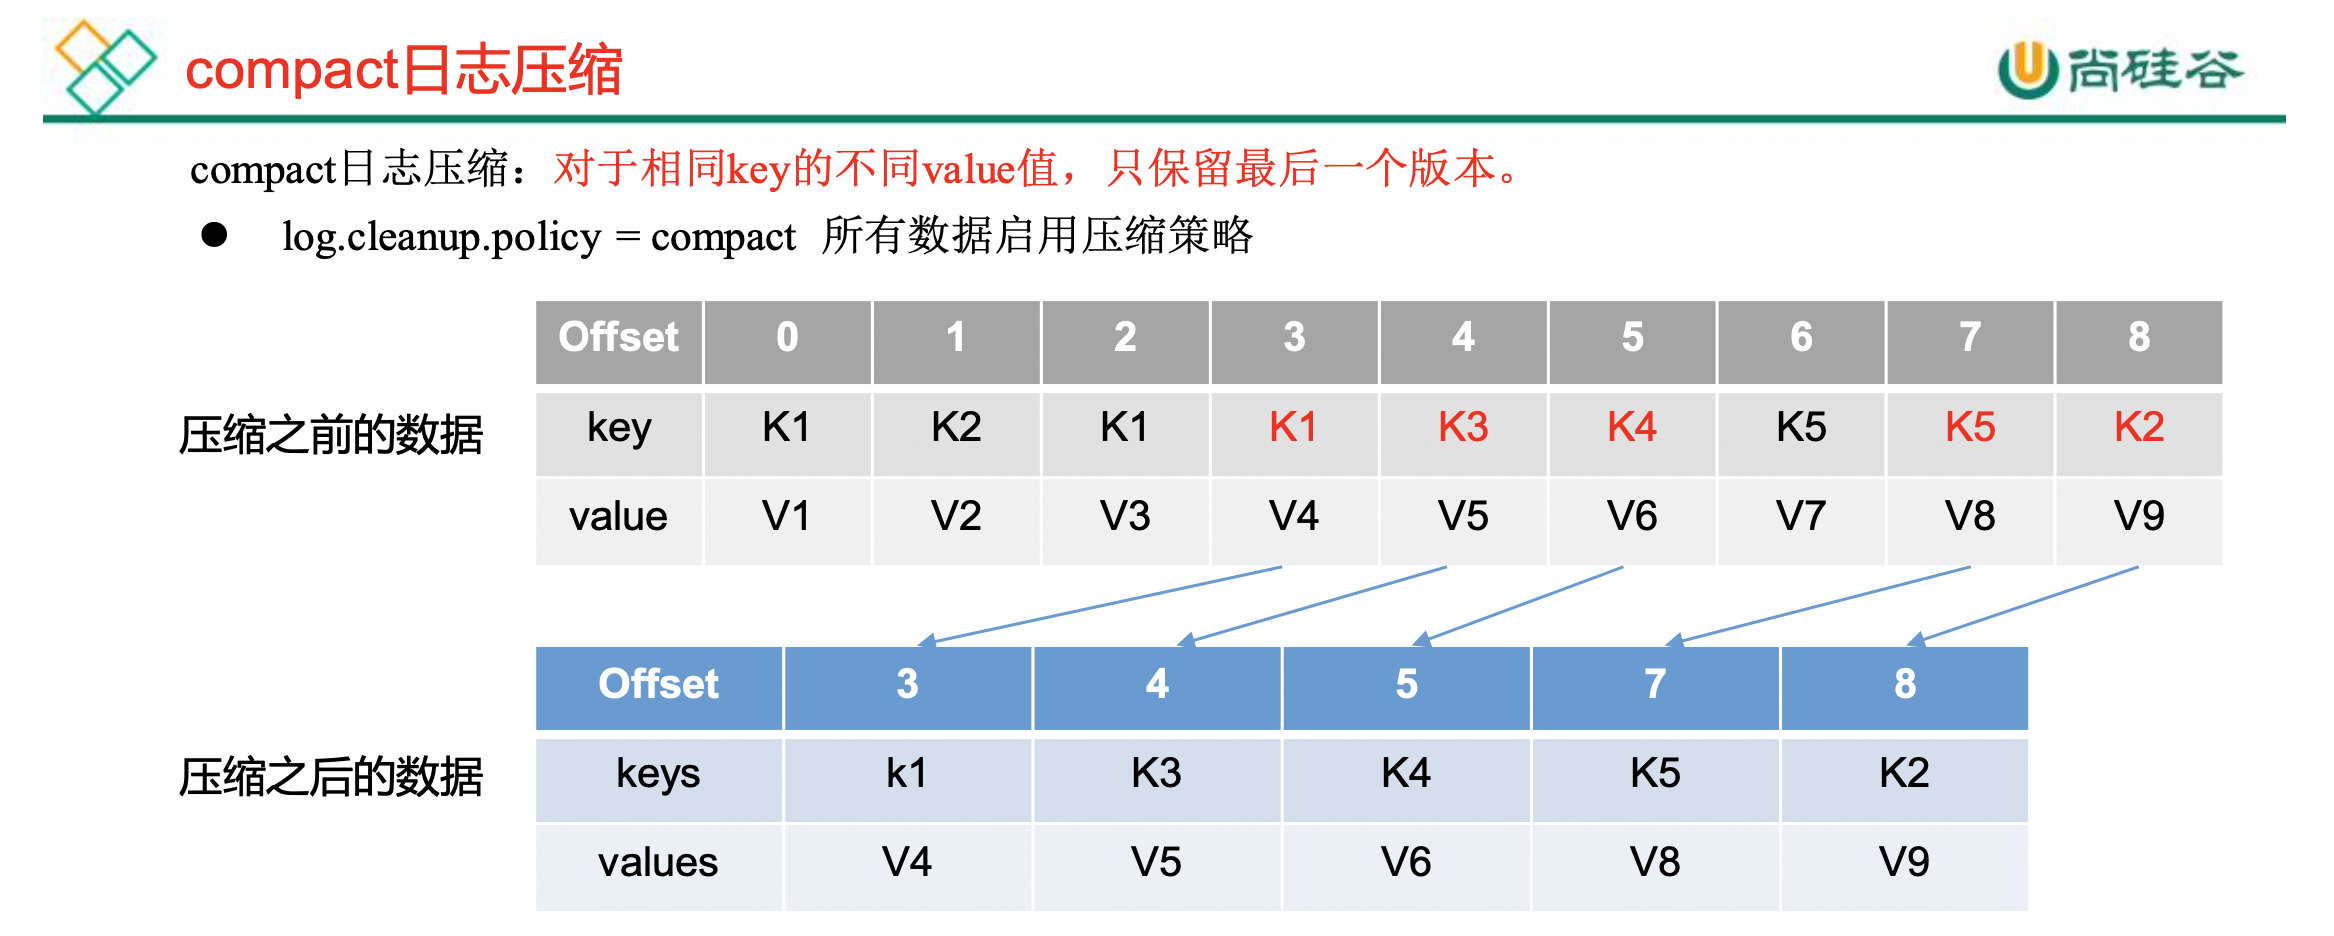 compact日志压缩
尚硅谷
compact日志压缩：对于相同key的不同value值，只保留最后一个版本。
● log.cleanup.policy = compact 所有数据启用压缩策略
Offset 0 1 2 3 4 5 6 7 8
压缩之前的数据 key K1 K2 K1 K1 K3 K4 K5 K5 K2
value V1 V2 V3 V4 V5 V6 V7 V8 V9
Offset 3 4 5 7 8
压缩之后的数据 keys k1 K3 K4 K5 K2
values V4 V5 V6 V8 V9